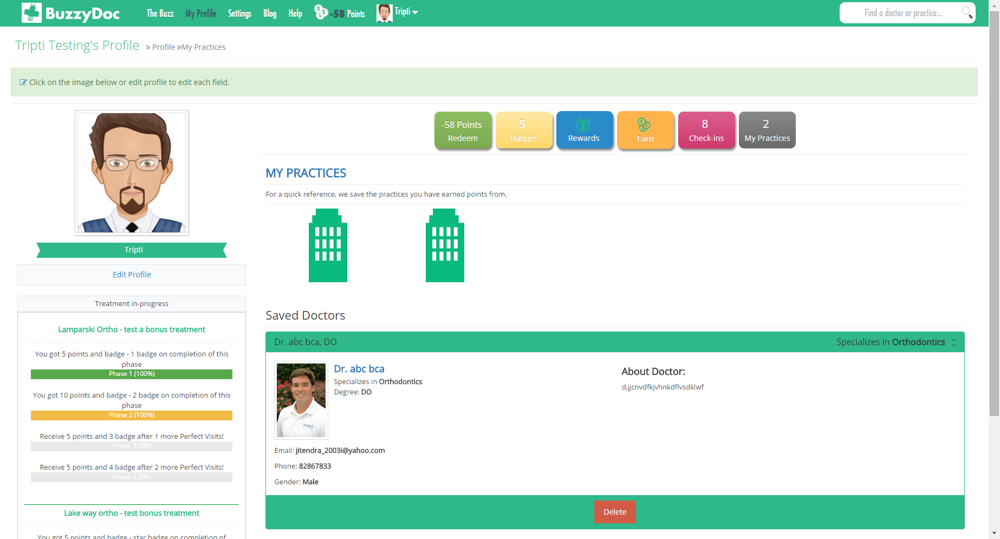 BuzzyDoc
The Buzz My Profile Settings Blog Help -58 Points Tripti
Find a doctor or practice...
Tripti Testing's Profile » Profile »My Practices
Click on the image below or edit profile to edit each field.
-58 Points
Redeem
5
Badges
Rewards
Earn
8
Check-ins
2
My Practices
Tripti
Edit Profile
Treatment in-progress
Lamparski Ortho - test a bonus treatment
You got 5 points and badge - 1 badge on completion of this
phase
Phase 1 (100%)
You got 10 points and badge - 2 badge on completion of this
phase
Phase 2 (100%)
Receive 5 points and 3 badge after 1 more Perfect Visits!
Phase 3 (0%)
Receive 5 points and 4 badge after 2 more Perfect Visits!
Phase 4 (0%)
Lake way ortho - test bonus treatment
You got 5 points and badge - star badge on completion of
MY PRACTICES
For a quick reference, we save the practices you have earned points from.
Saved Doctors
Dr. abc bca, DO
Specializes in Orthodontics
Dr. abc bca
Specializes in Orthodontics
Degree: DO
About Doctor:
d,jjcnvdfkjvhnkdflvsdklwf
Email: jitendra_2003i@yahoo.com
Phone: 82867833
Gender: Male
Delete